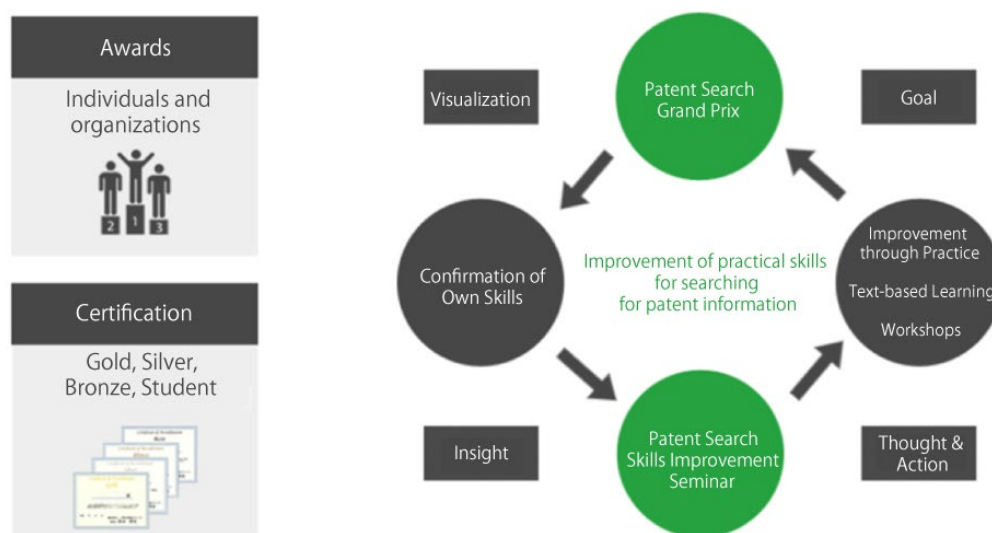 Awards
Individuals and
organizations
2
1
3
Certification
Gold, Silver,
Bronze, Student
Visualization
Patent Search
Grand Prix
Goal
Confirmation of
Own Skills
Improvement of practical skills
for searching
for patent information
Improvement
through Practice
Text-based Learning
Workshops
Insight
Patent Search
Skills Improvement
Seminar
Thought &
Action